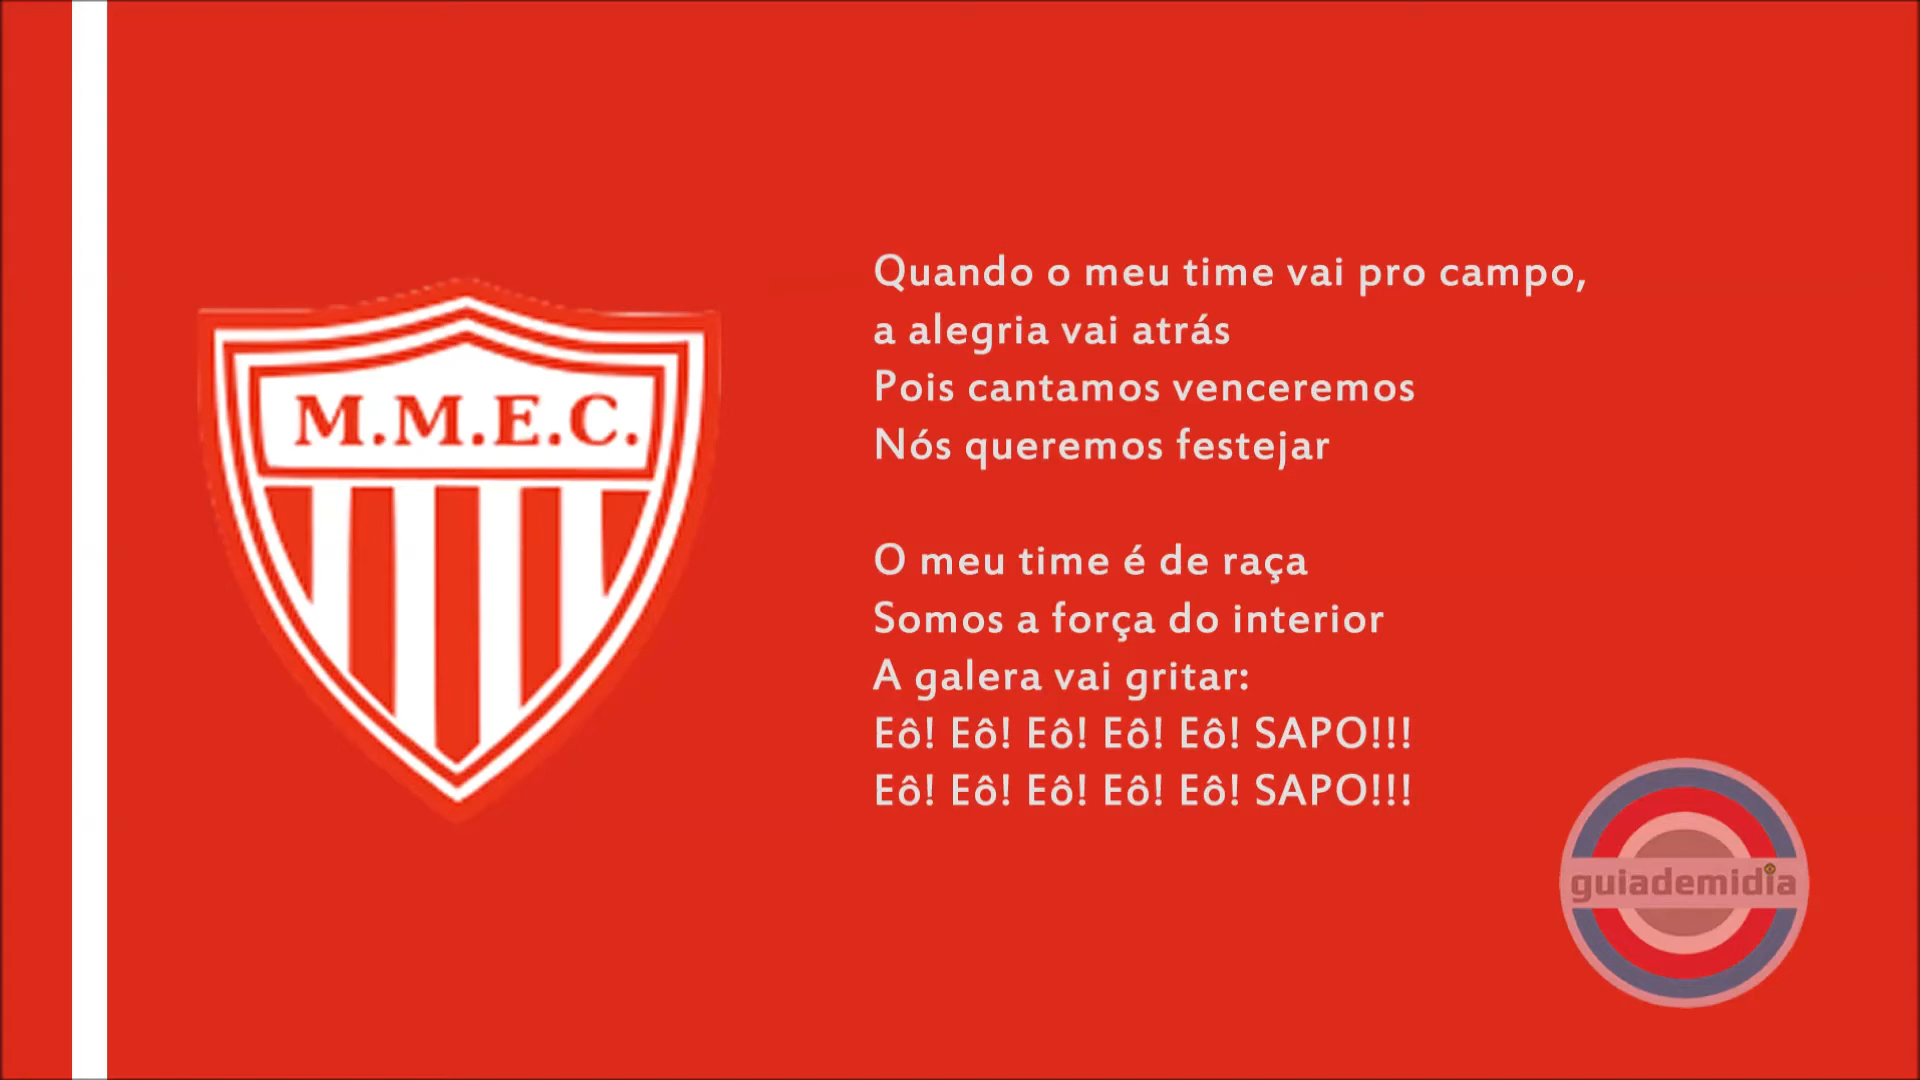 M.M.E.C.
Quando o meu time vai pro campo,
a alegria vai atrás
Pois cantamos venceremos
Nós queremos festejar
O meu time é de raça
Somos a força do interior
A galera vai gritar:
Eô! Eô! Eô! Eô! Eô! SAPO!!!
Eô! Eô! Eô! Eô! Eô! SAPO!!!
guiademidia